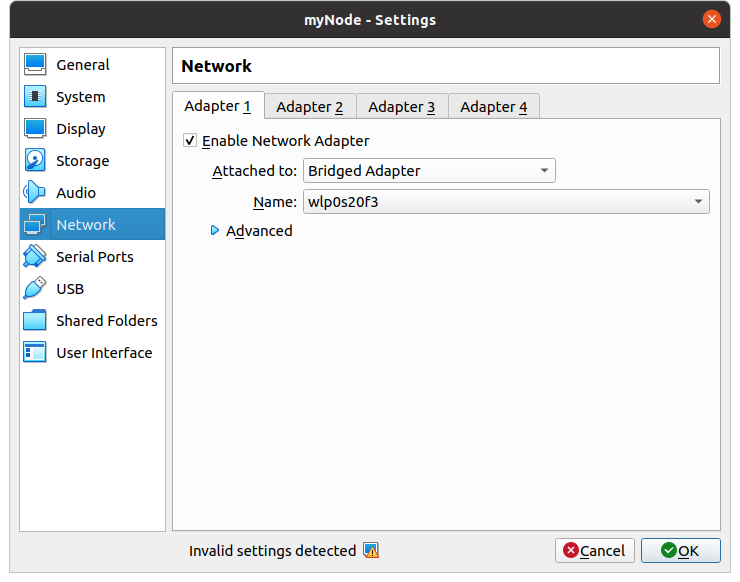 myNode - Settings
General
System
Display
Storage
Audio
Network
Serial Ports
USB
Shared Folders
User Interface
Network
Adapter 1
Adapter 2
Adapter 3
Adapter 4
Enable Network Adapter
Attached to: Bridged Adapter
Name: wlp0s20f3
Advanced
Invalid settings detected
Cancel
OK